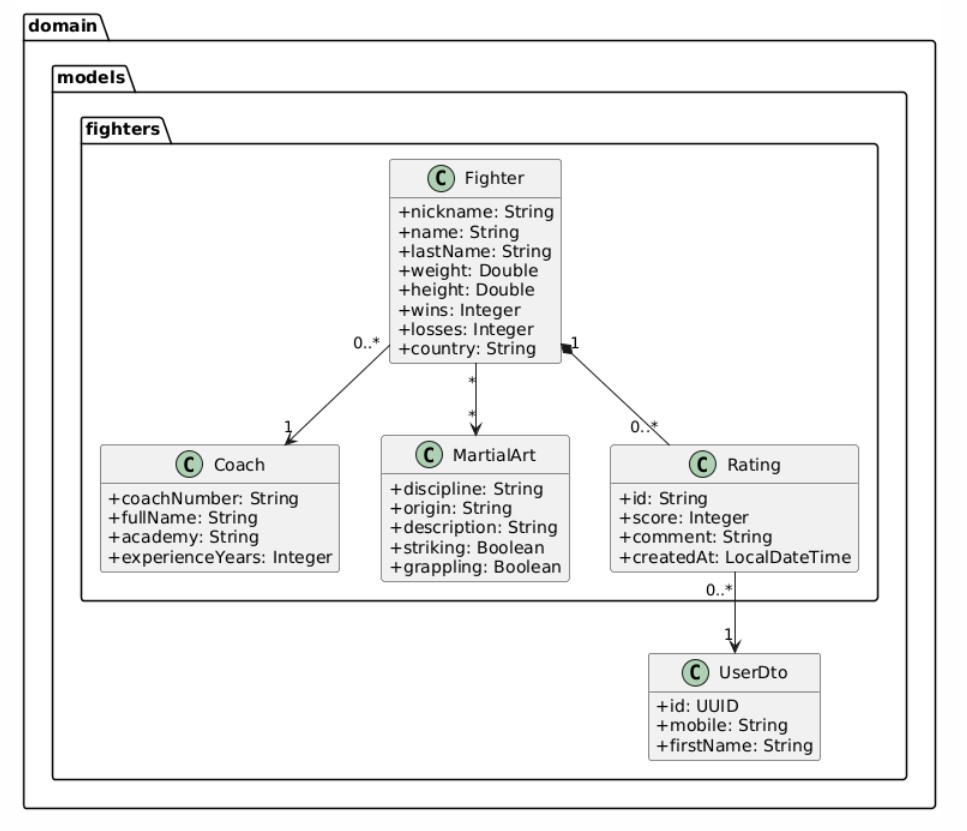 domain
models
fighters
C Fighter
+nickname: String
+name: String
+lastName: String
+weight: Double
+height: Double
+wins: Integer
+losses: Integer
+country: String
0..*
1
1
0..*
*
*
C Coach
+coachNumber: String
+fullName: String
+academy: String
+experienceYears: Integer
C MartialArt
+discipline: String
+origin: String
+description: String
+striking: Boolean
+grappling: Boolean
C Rating
+id: String
+score: Integer
+comment: String
+createdAt: LocalDateTime
0..*
1
C UserDto
+id: UUID
+mobile: String
+firstName: String